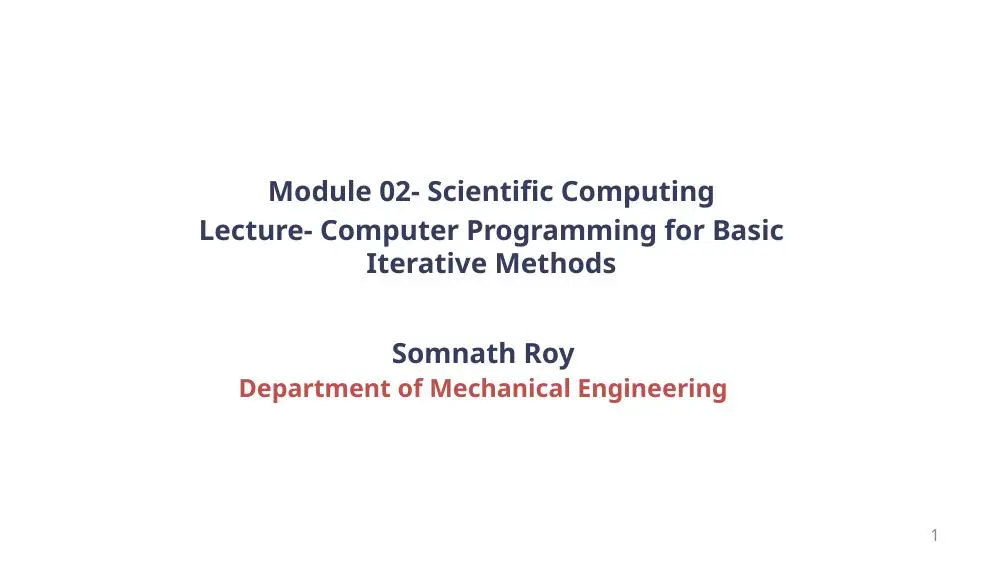 Module 02- Scientific Computing
Lecture- Computer Programming for Basic
Iterative Methods
Somnath Roy
Department of Mechanical Engineering
1